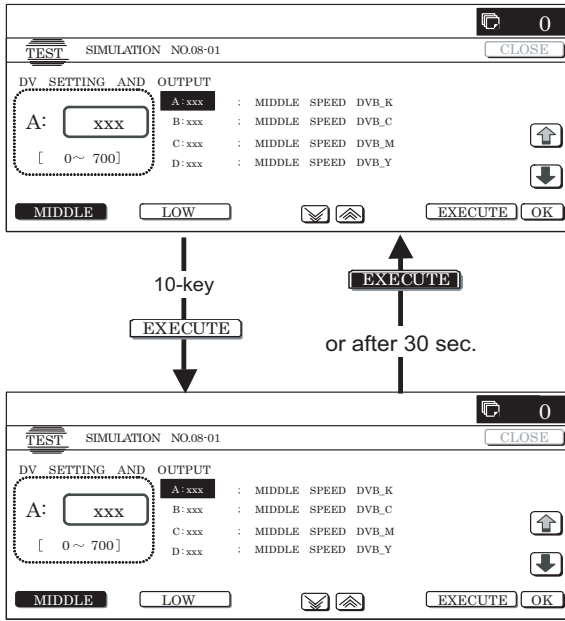 0
TEST SIMULATION NO.08-01 CLOSE
DV SETTING AND OUTPUT
A: xxx
[ 0~ 700]
A:xxx : MIDDLE SPEED DVB_K
B:xxx : MIDDLE SPEED DVB_C
C:xxx : MIDDLE SPEED DVB_M
D:xxx : MIDDLE SPEED DVB_Y
MIDDLE LOW EXECUTE OK
10-key
EXECUTE
EXECUTE
or after 30 sec.
0
TEST SIMULATION NO.08-01 CLOSE
DV SETTING AND OUTPUT
A: xxx
[ 0~ 700]
A:xxx : MIDDLE SPEED DVB_K
B:xxx : MIDDLE SPEED DVB_C
C:xxx : MIDDLE SPEED DVB_M
D:xxx : MIDDLE SPEED DVB_Y
MIDDLE LOW EXECUTE OK